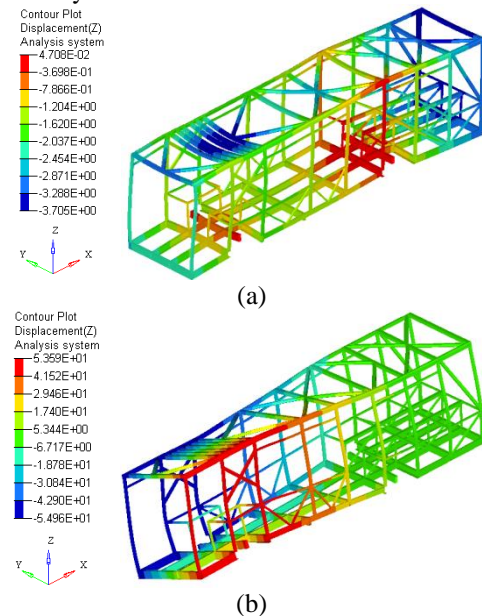 Contour Plot
Displacement(Z)
Analysis system
4.708E-02
-3.698E-01
-7.866E-01
-1.204E+00
-1.620E+00
-2.037E+00
-2.454E+00
-2.871E+00
-3.288E+00
-3.705E+00
Z
Y X
(a)
Contour Plot
Displacement(Z)
Analysis system
5.359E+01
4.152E+01
2.946E+01
1.740E+01
5.344E+00
-6.717E+00
-1.878E+01
-3.084E+01
-4.290E+01
-5.496E+01
Z
Y X
(b)